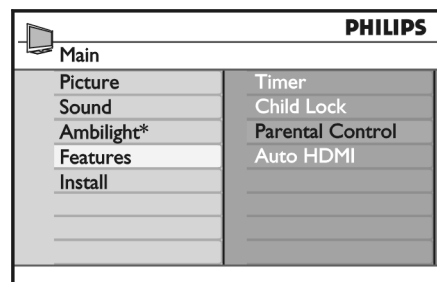 PHILIPS
Main
Picture
Sound
Ambilight*
Features
Install
Timer
Child Lock
Parental Control
Auto HDMI